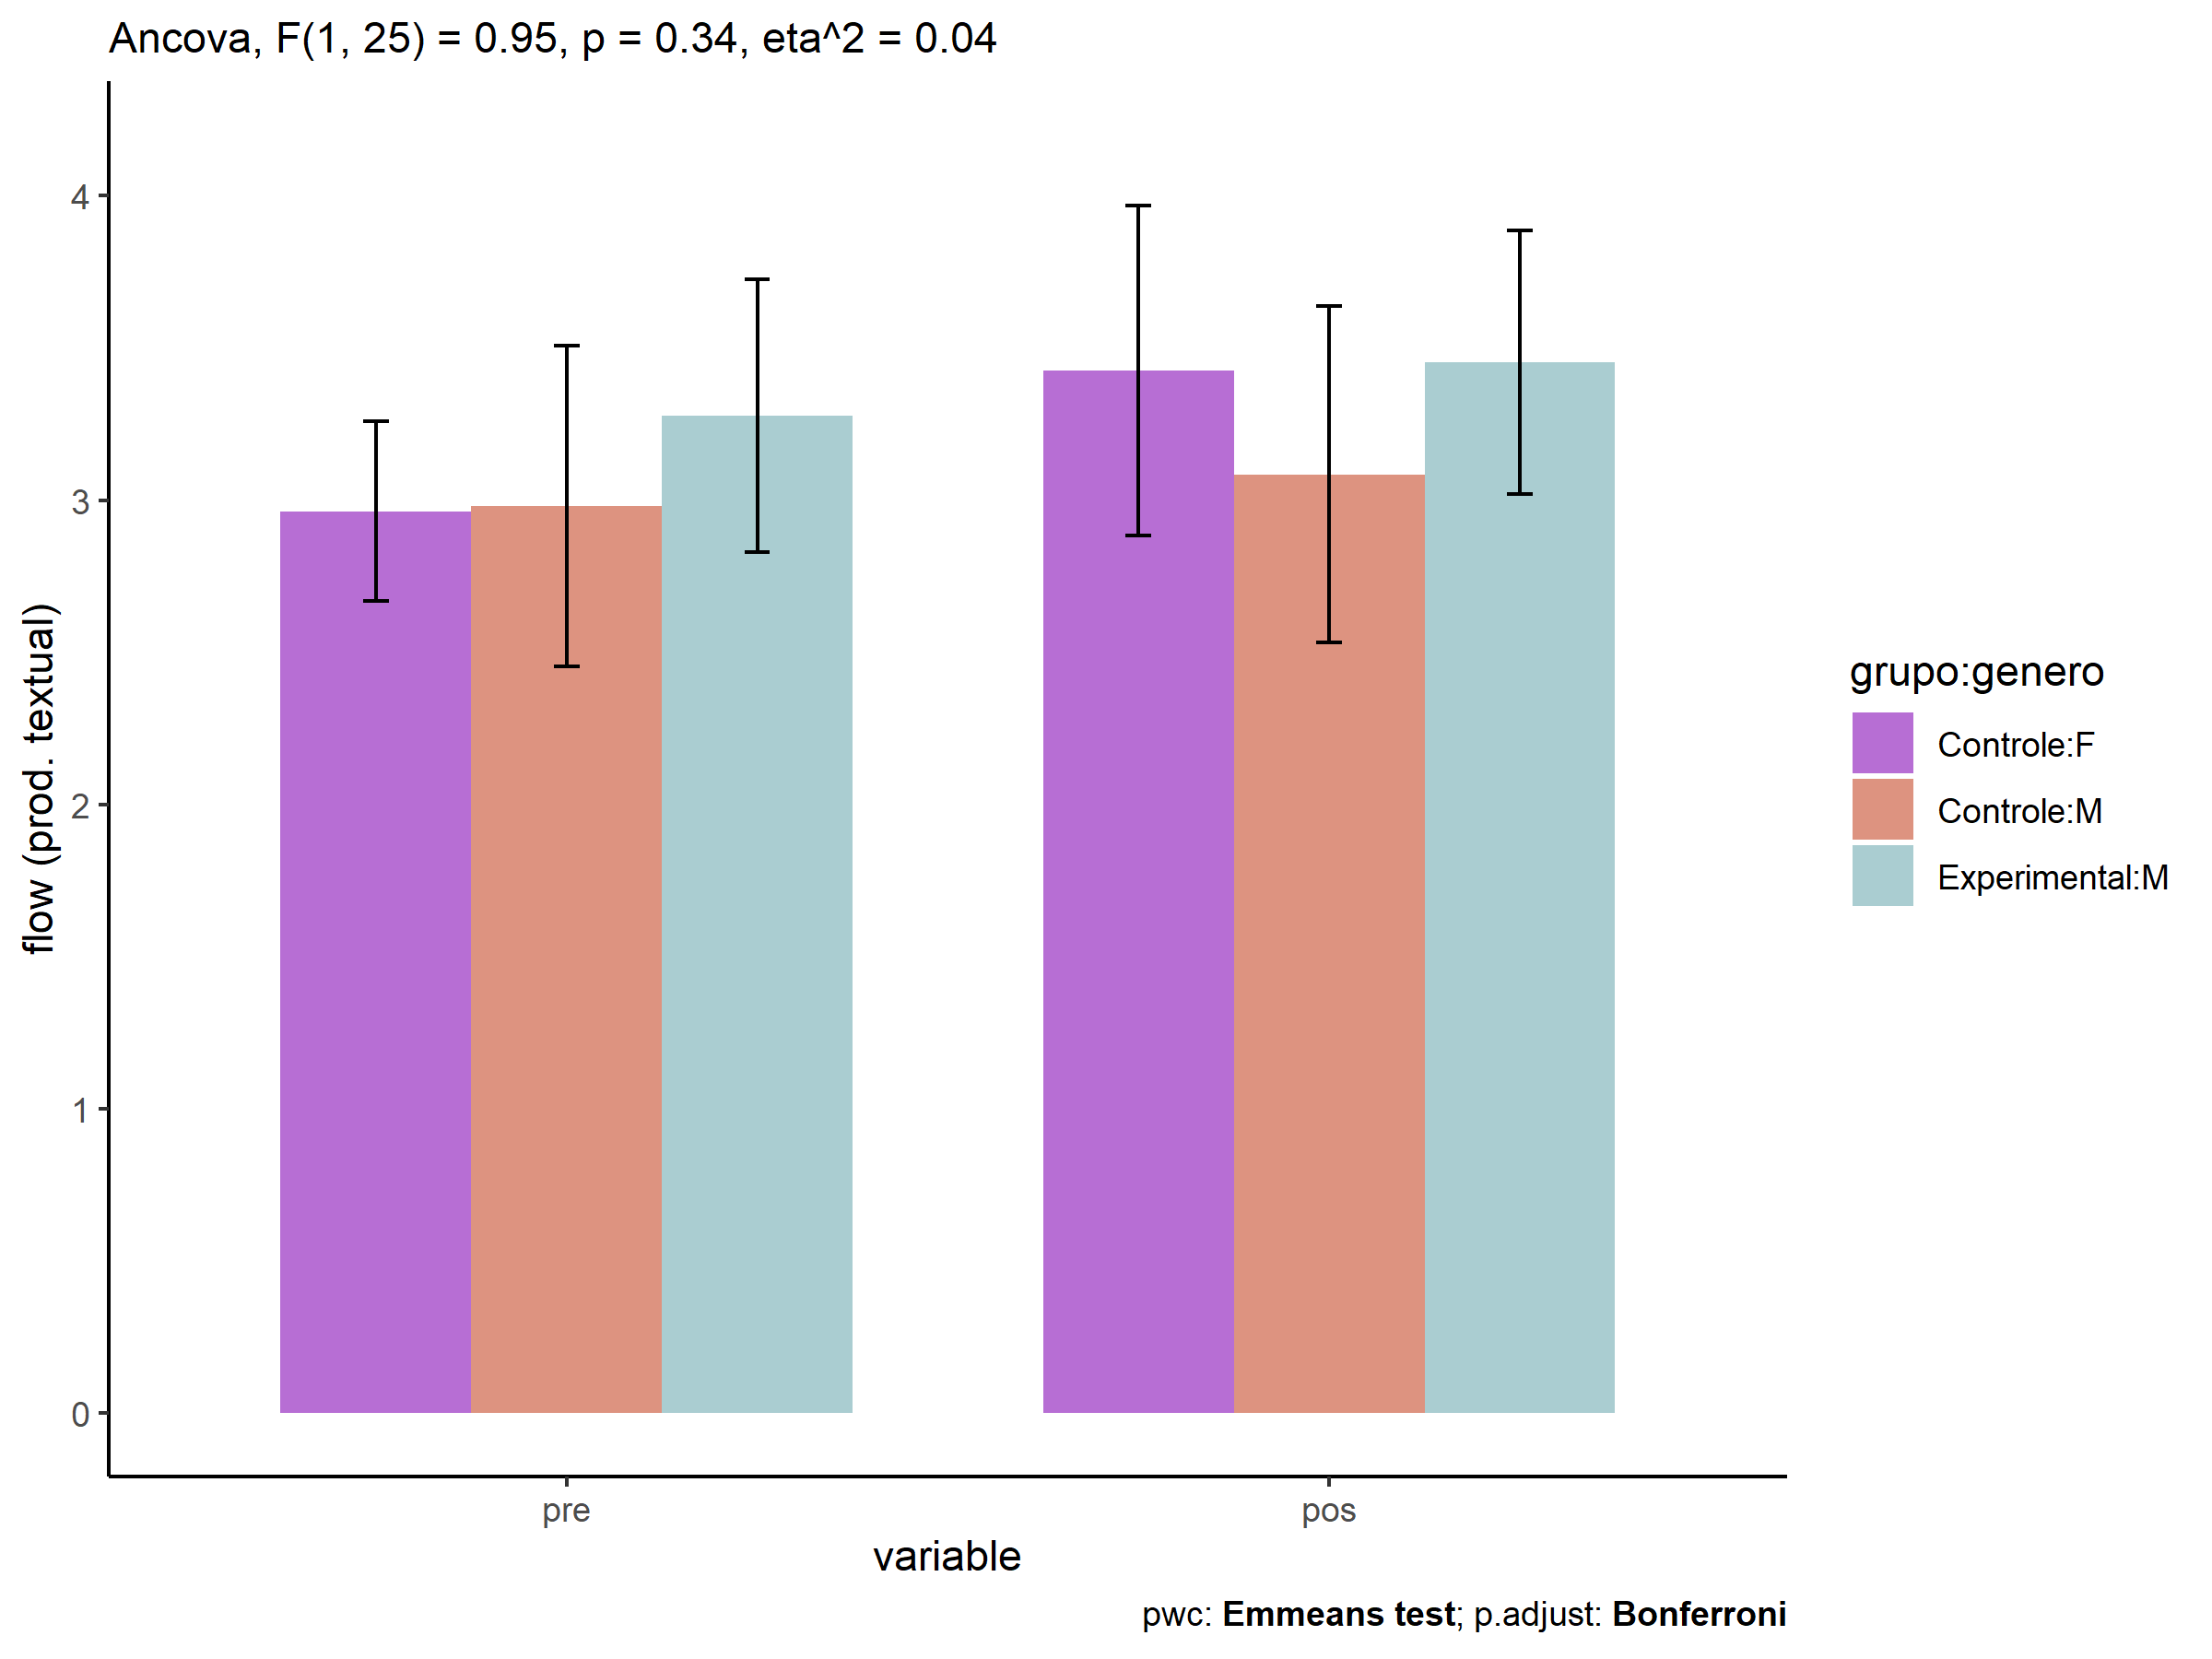 Ancova, F(1, 25) = 0.95, p = 0.34, eta^2 = 0.04
flow (prod. textual)
4
3
2
1
0
pre
pos
variable
grupo:genero
Controle:F
Controle:M
Experimental:M
pwc: Emmeans test; p.adjust: Bonferroni